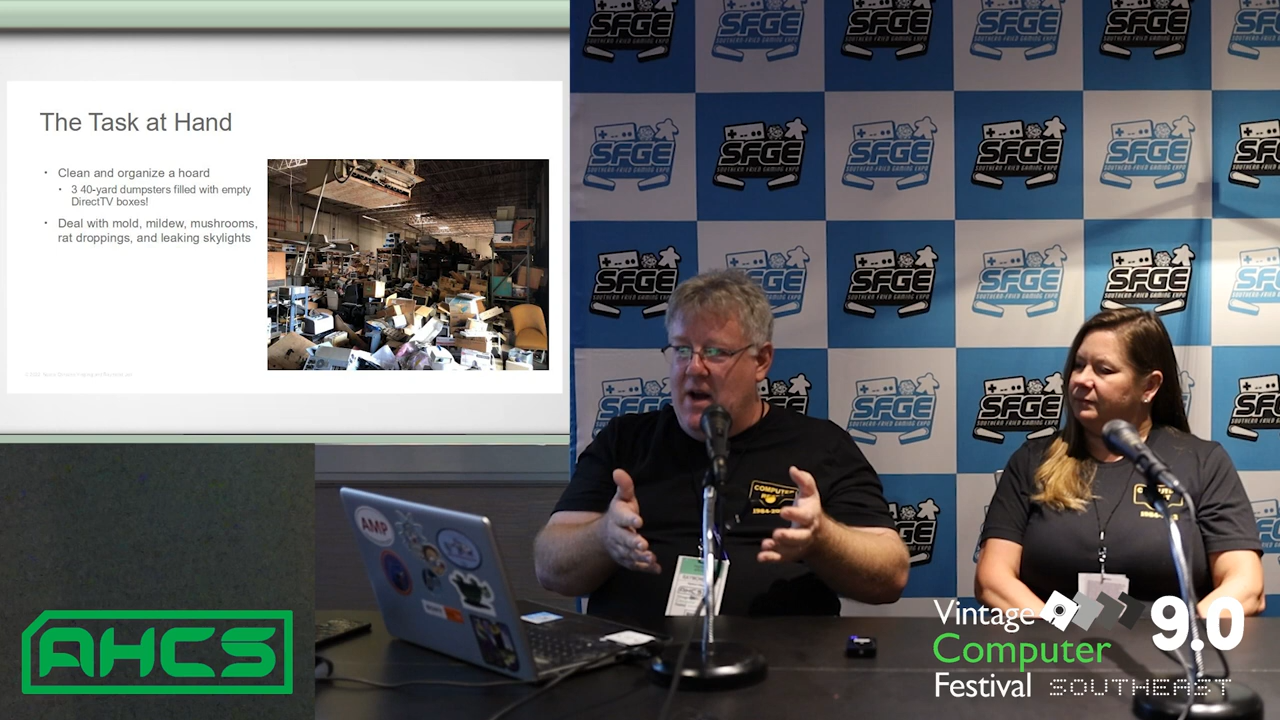 The Task at Hand
• Clean and organize a hoard
• 3 40-yard dumpsters filled with empty
DirectTV boxes!
• Deal with mold, mildew, mushrooms,
rat droppings, and leaking skylights
SFGE
SOUTHERN FRIED GAMING EXPO
AMP
COMPUTER
AHCS
Vintage
Computer
Festival
9.0
SOUTHEAST